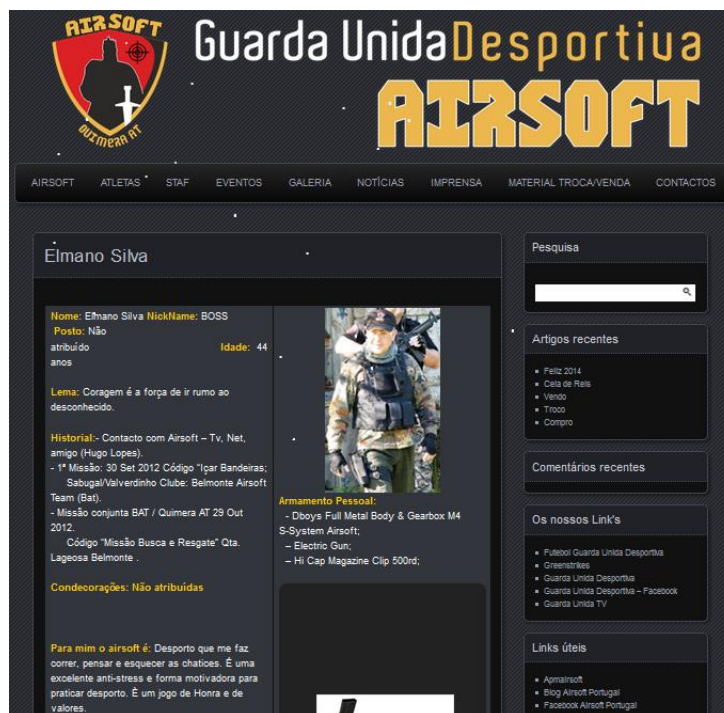 AIRSOFT
QUIMERA AT
Guarda Unida Desportiva
AIRSOFT
AIRSOFT ATLETAS STAF EVENTOS GALERIA NOTÍCIAS IMPRENSA MATERIAL TROCA/VENDA CONTACTOS
Elmano Silva
Nome: Elmano Silva NickName: BOSS
Posto: Não
atribuído Idade: 44
anos
Lema: Coragem é a força de ir rumo ao
desconhecido.
Historial:- Contacto com Airsoft – Tv, Net,
amigo (Hugo Lopes).
- 1ª Missão: 30 Set 2012 Código "Içar Bandeiras;
Sabugal/Valverdinho Clube: Belmonte Airsoft
Team (Bat).
- Missão conjunta BAT / Quimera AT 29 Out
2012.
Código "Missão Busca e Resgate" Qta.
Lageosa Belmonte .
Condecorações: Não atribuídas
Para mim o airsoft é: Desporto que me faz
correr, pensar e esquecer as chatices. É uma
excelente anti-stress e forma motivadora para
praticar desporto. È um jogo de Honra e de
valores.
Armamento Pessoal:
- Dboys Full Metal Body & Gearbox M4
S-System Airsoft;
– Electric Gun;
– Hi Cap Magazine Clip 500rd;
Pesquisa
Artigos recentes
Feliz 2014
Cela de Reis
Vendo
Troco
Compro
Comentários recentes
Os nossos Link's
Futebol Guarda Unida Desportiva
Greenstrikes
Guarda Unida Desportiva
Guarda Unida Desportiva – Facebook
Guarda Unida TV
Links úteis
Apmairsoft
Blog Airsoft Portugal
Facebook Airsoft Portugal